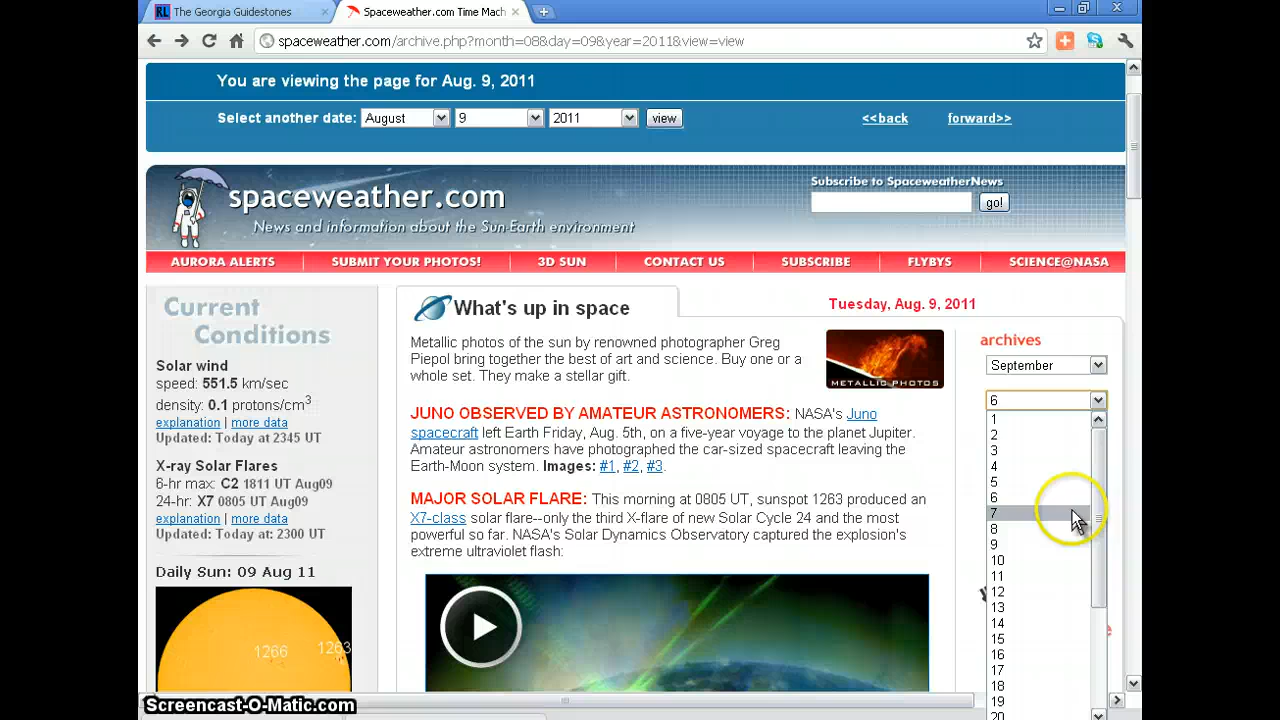 The Georgia Guidestones
Spaceweather.com Time Mach
spaceweather.com/archive.php?month=08&day=09&year=2011&view=view
You are viewing the page for Aug. 9, 2011
Select another date: August 9 2011 view <<back forward>>
spaceweather.com
News and information about the Sun-Earth environment
Subscribe to SpaceweatherNews
go!
AURORA ALERTS SUBMIT YOUR PHOTOS! 3D SUN CONTACT US SUBSCRIBE FLYBYS SCIENCE@NASA
Current
Conditions
Solar wind
speed: 551.5 km/sec
density: 0.1 protons/cm3
explanation | more data
Updated: Today at 2345 UT
X-ray Solar Flares
6-hr max: C2 1811 UT Aug09
24-hr: X7 0805 UT Aug09
explanation | more data
Updated: Today at: 2300 UT
Daily Sun: 09 Aug 11
1266
1263
What's up in space
Tuesday, Aug. 9, 2011
Metallic photos of the sun by renowned photographer Greg
Piepol bring together the best of art and science. Buy one or a
whole set. They make a stellar gift.
METALLIC PHOTOS
JUNO OBSERVED BY AMATEUR ASTRONOMERS: NASA's Juno
spacecraft left Earth Friday, Aug. 5th, on a five-year voyage to the planet Jupiter.
Amateur astronomers have photographed the car-sized spacecraft leaving the
Earth-Moon system. Images: #1, #2, #3.
MAJOR SOLAR FLARE: This morning at 0805 UT, sunspot 1263 produced an
X7-class solar flare--only the third X-flare of new Solar Cycle 24 and the most
powerful so far. NASA's Solar Dynamics Observatory captured the explosion's
extreme ultraviolet flash:
archives
September
6
1
2
3
4
5
6
7
8
9
10
11
12
13
14
15
16
17
18
19
20
Screencast-O-Matic.com